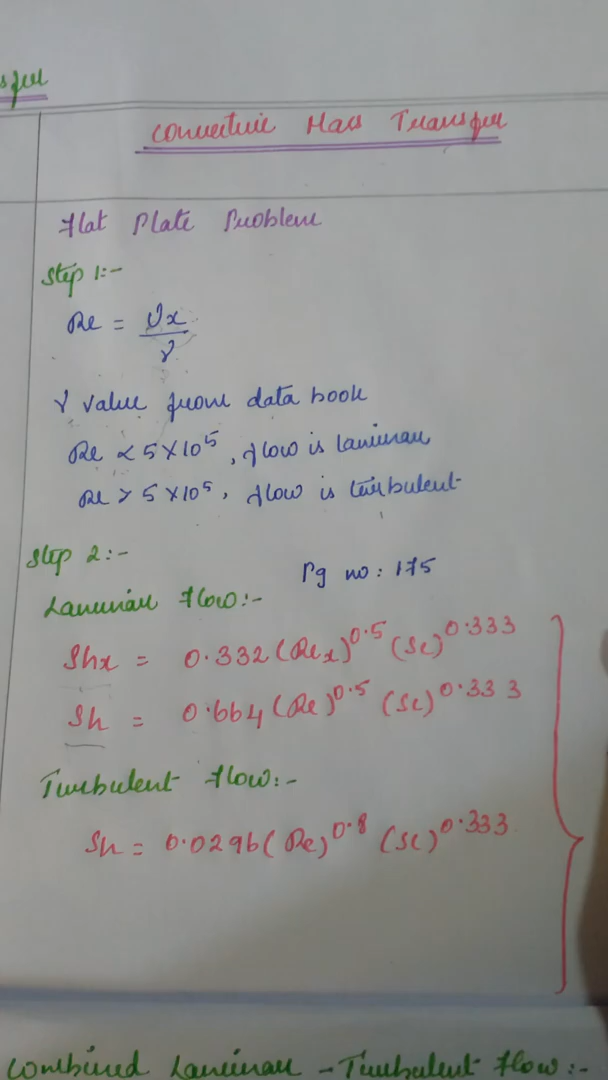 sfer
Convective Mass Transfer
Flat Plate Problem
Step 1:-
Re = Ux / γ
γ value from data book
Re < 5 × 10^5, flow is laminar
Re > 5 × 10^5, flow is turbulent
Step 2:-
Pg no: 175
Laminar Flow:-
Shx = 0.332 (Rex)^0.5 (Sc)^0.333
Sh = 0.664 (Re)^0.5 (Sc)^0.333
Turbulent Flow:-
Sh = 0.0296 (Re)^0.8 (Sc)^0.333
Combined Laminar - Turbulent Flow:-